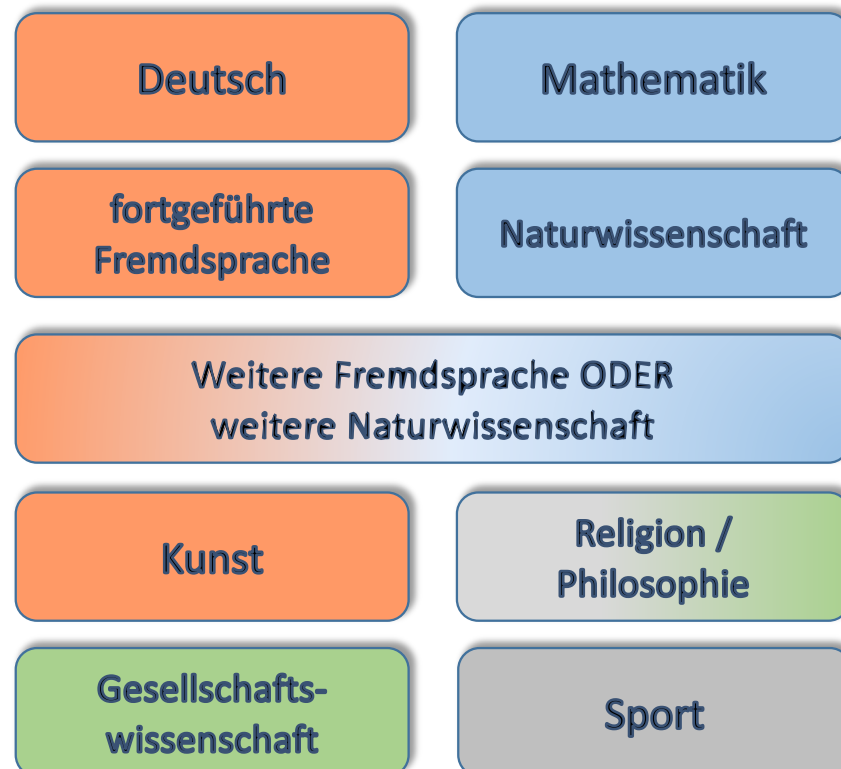 Deutsch
Mathematik
fortgeführte
Fremdsprache
Naturwissenschaft
Weitere Fremdsprache ODER
weitere Naturwissenschaft
Kunst
Religion /
Philosophie
Gesellschafts-
wissenschaft
Sport